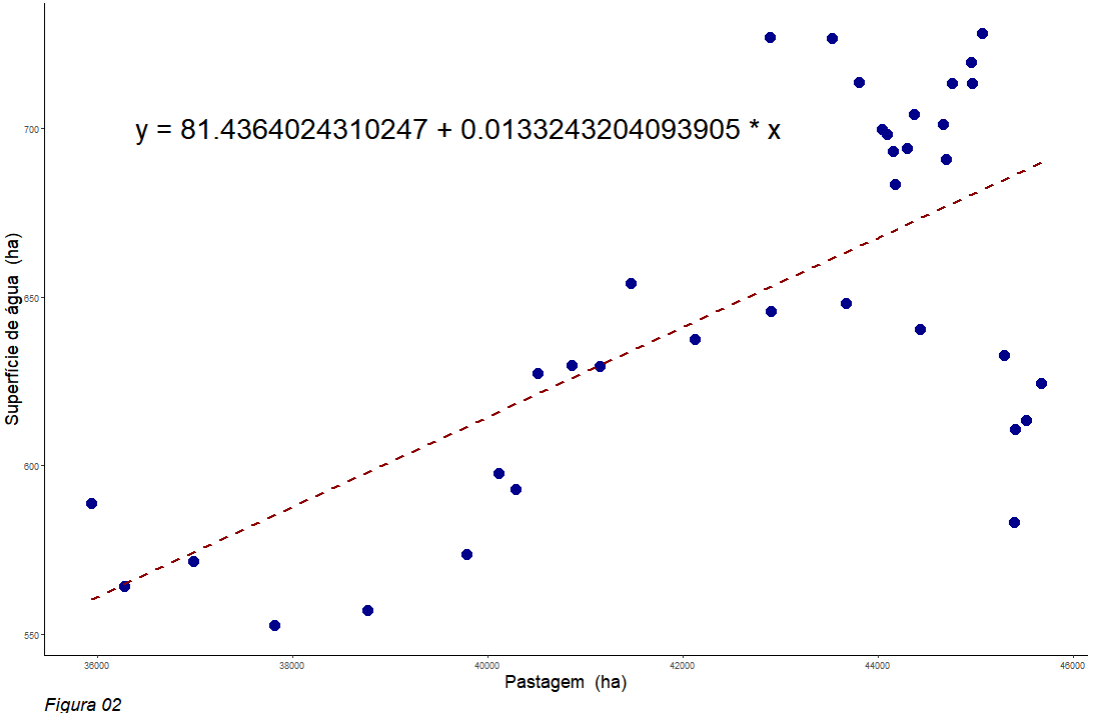 y = 81.4364024310247 + 0.0133243204093905 * x
700
650
600
550
Superfície de água (ha)
36000 38000 40000 42000 44000 46000
Pastagem (ha)
Figura 02